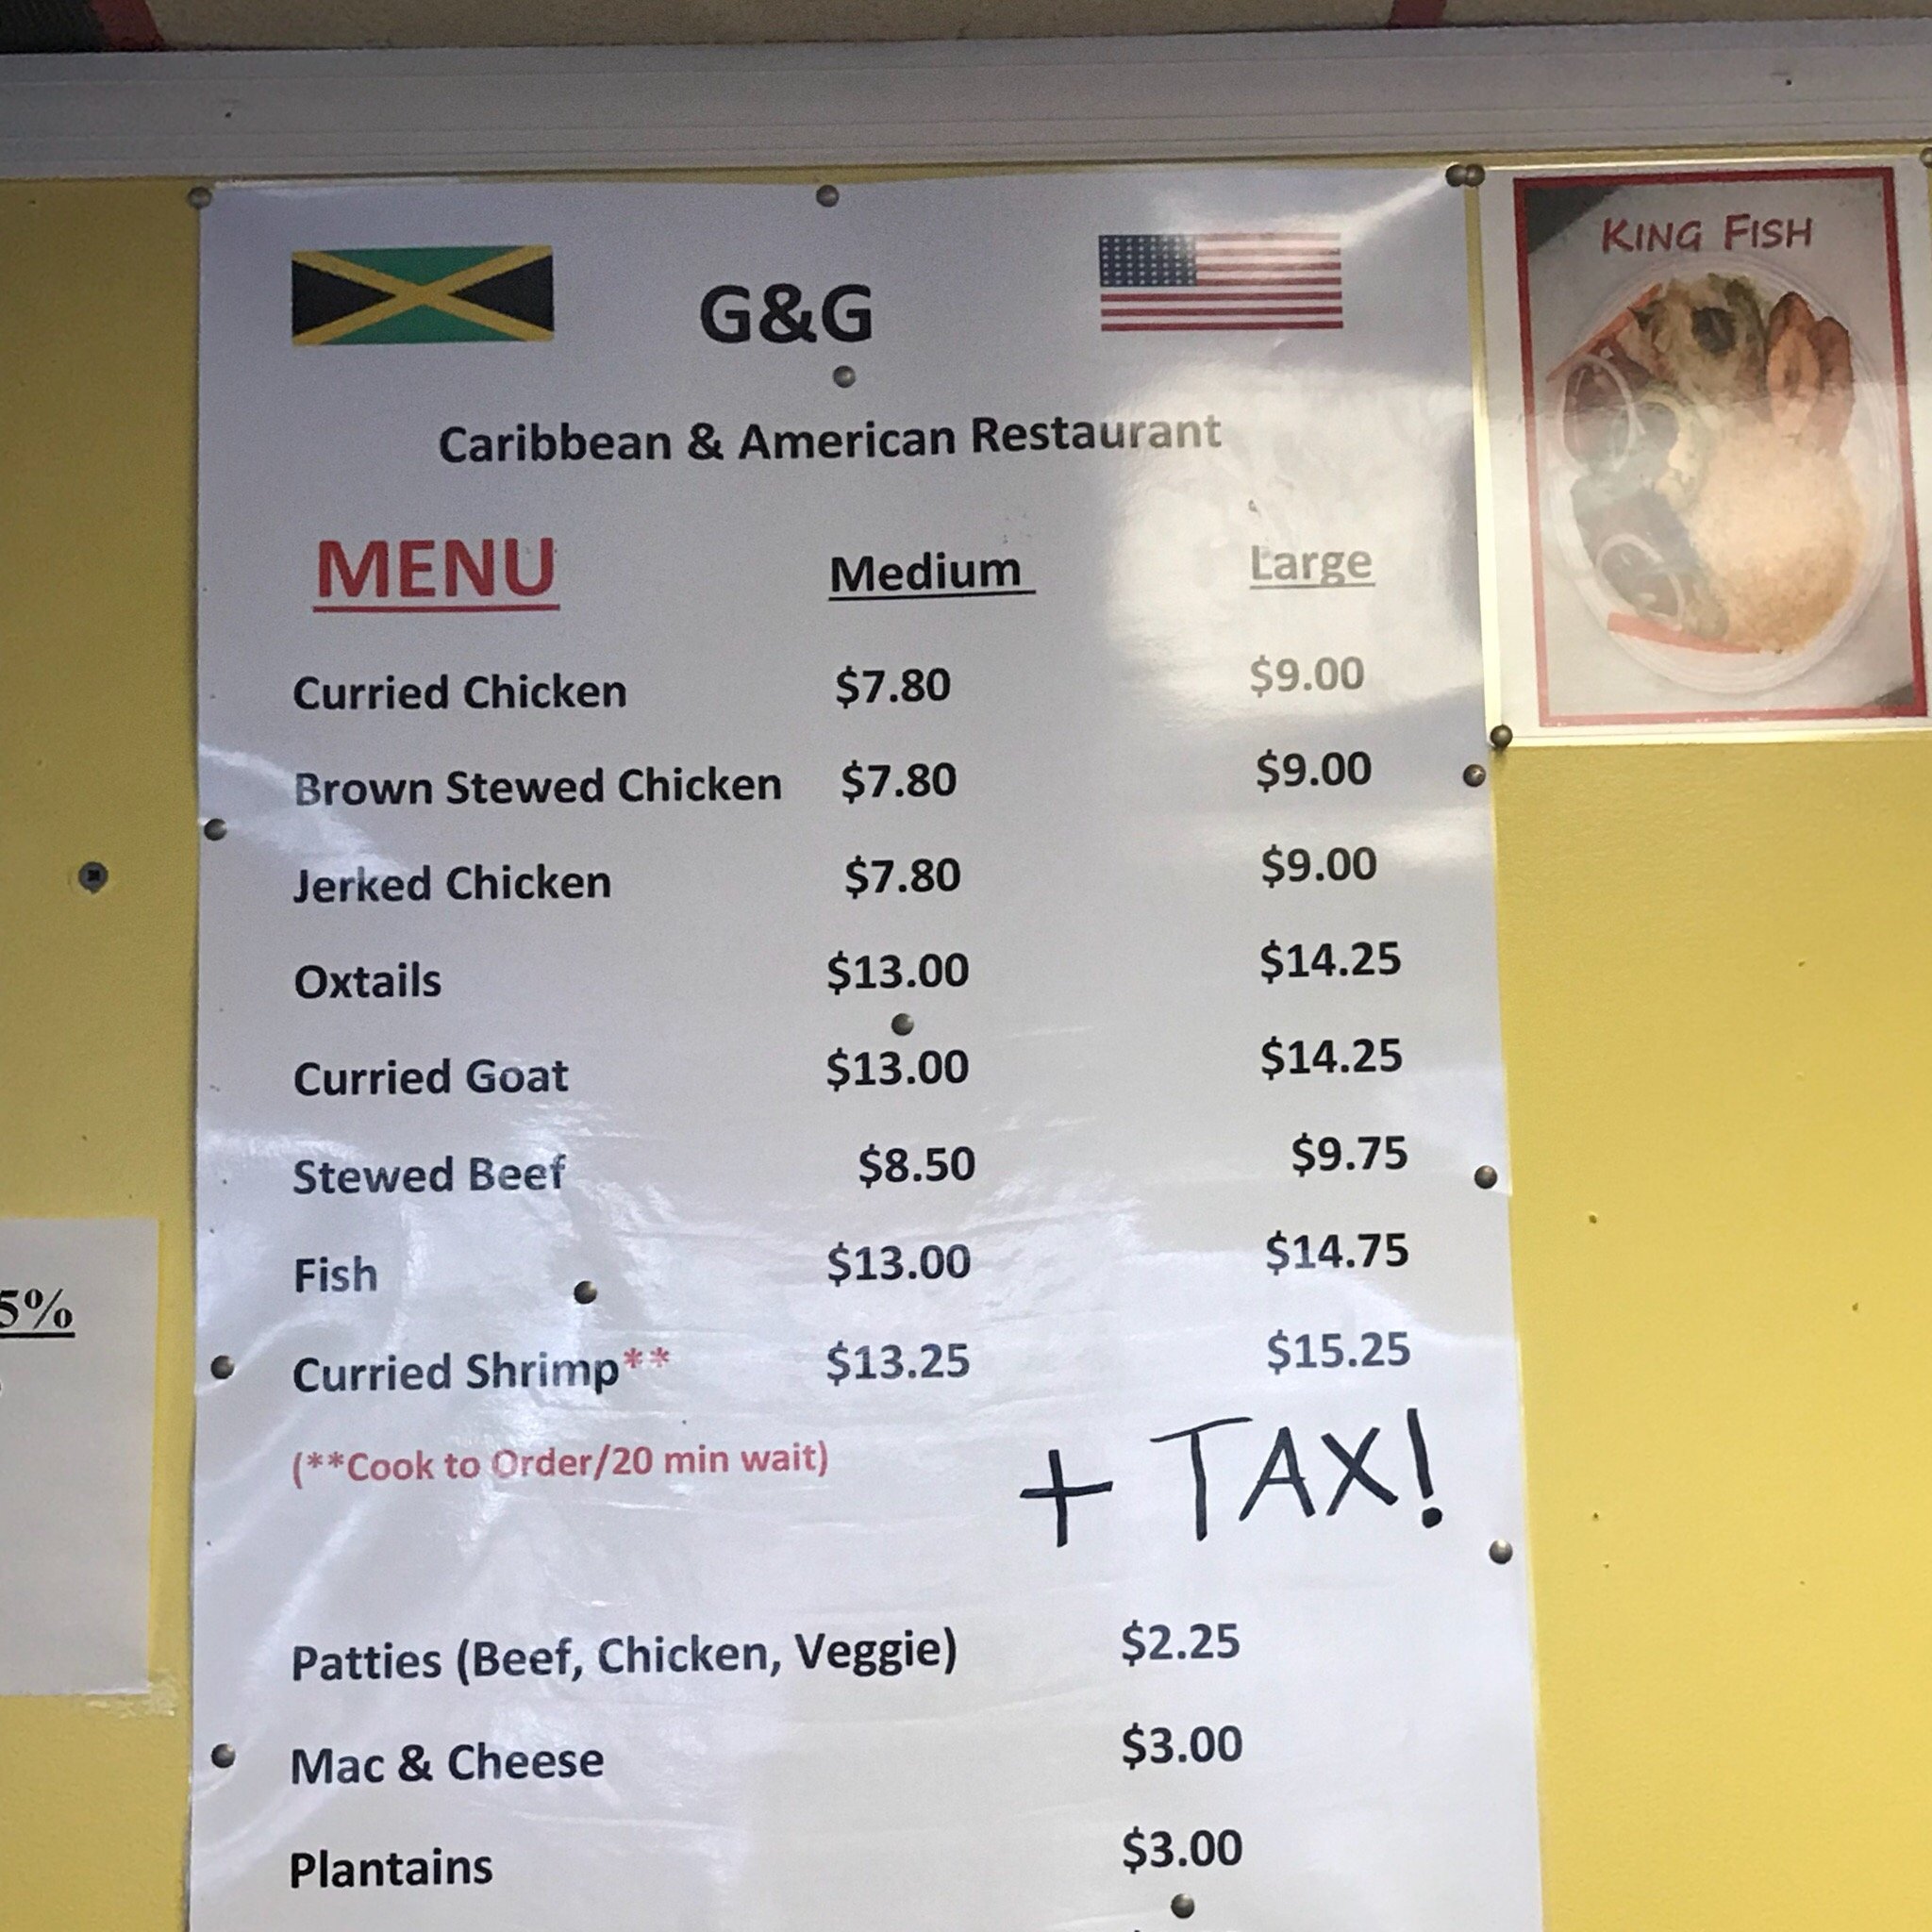 G&G
Caribbean & American Restaurant
MENU Medium Large
Curried Chicken $7.80 $9.00
Brown Stewed Chicken $7.80 $9.00
Jerked Chicken $7.80 $9.00
Oxtails $13.00 $14.25
Curried Goat $13.00 $14.25
Stewed Beef $8.50 $9.75
Fish $13.00 $14.75
Curried Shrimp** $13.25 $15.25
(**Cook to Order/20 min wait)
+ TAX!
Patties (Beef, Chicken, Veggie) $2.25
Mac & Cheese $3.00
Plantains $3.00
KING FISH
5%